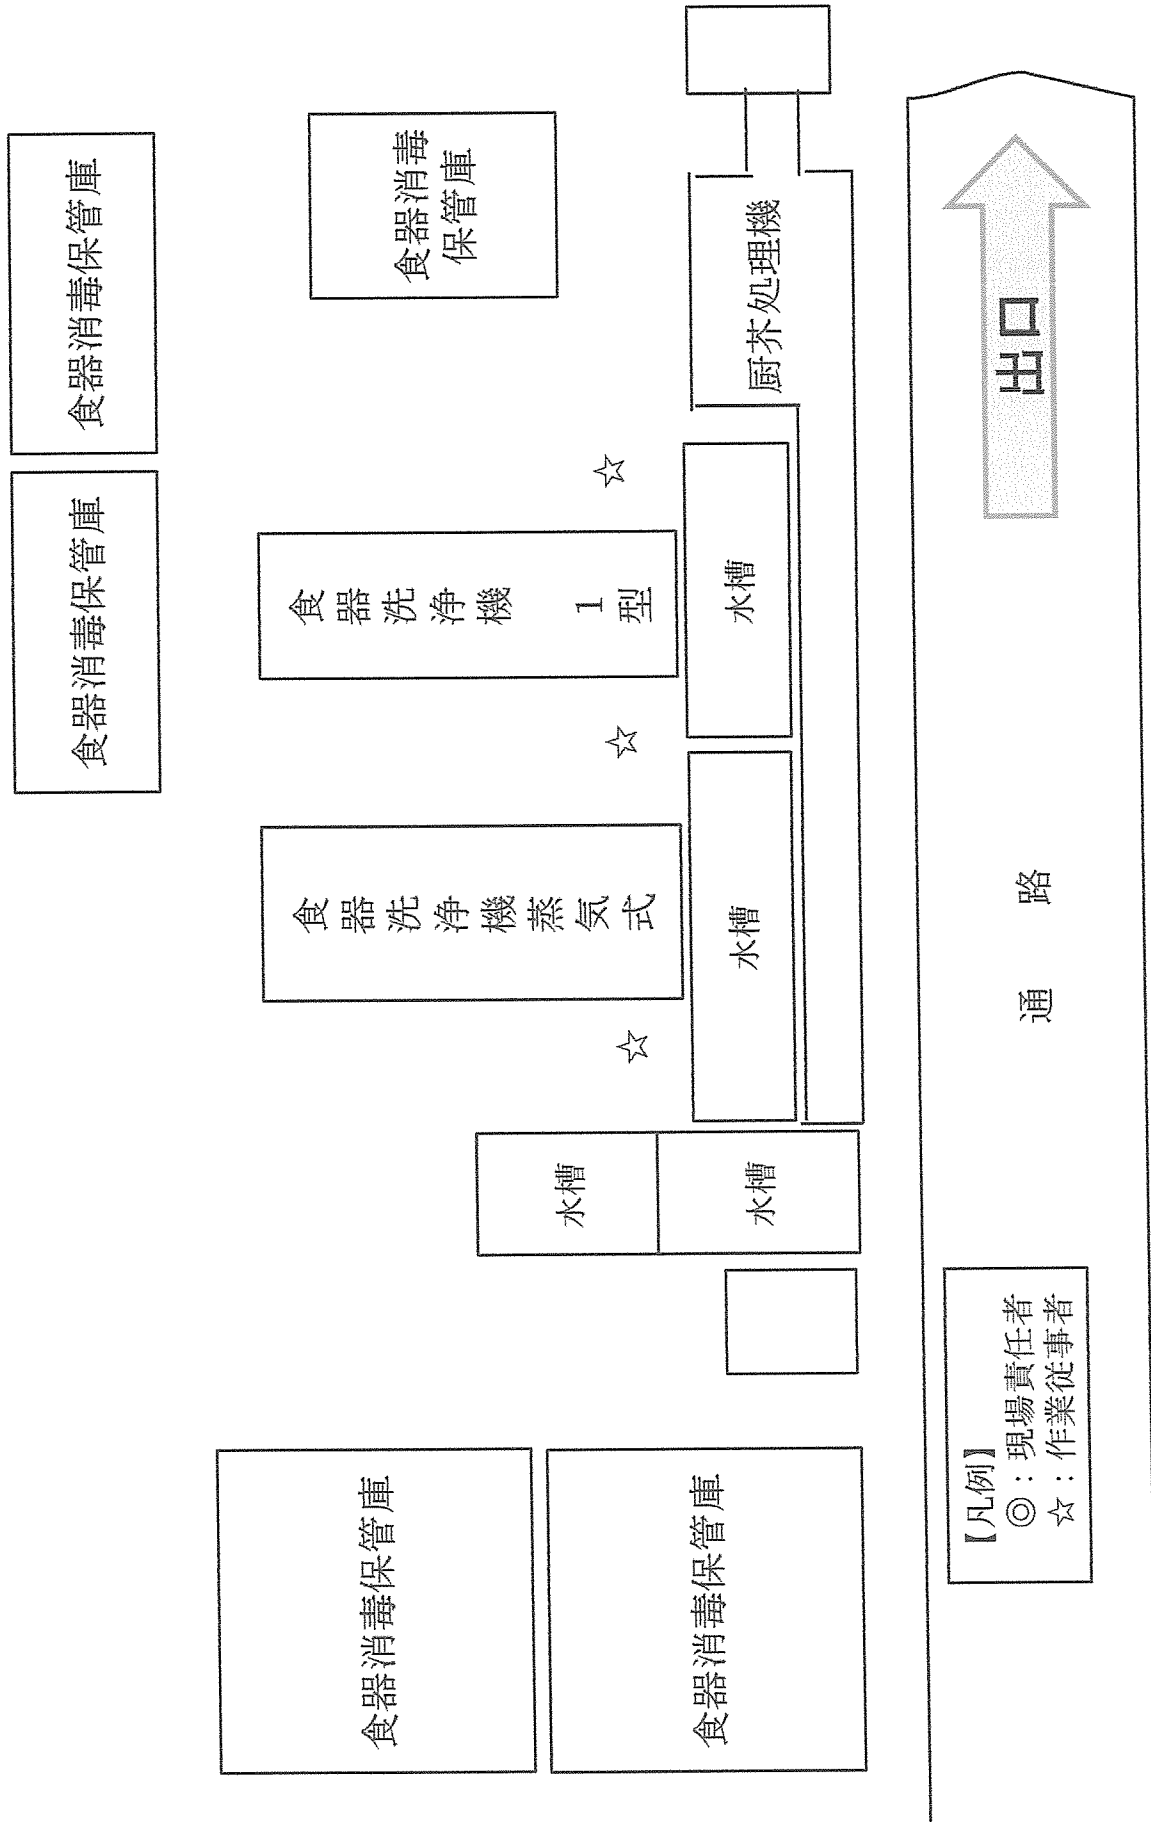 食器消毒保管庫
食器消毒保管庫
食器消毒
保管庫
食器洗浄機蒸気式
食器洗浄機　１型
食器消毒保管庫
食器消毒保管庫
水槽
水槽
水槽
水槽
厨芥処理機
通　路
出口
【凡例】
◎：現場責任者
☆：作業従事者
☆
☆
☆